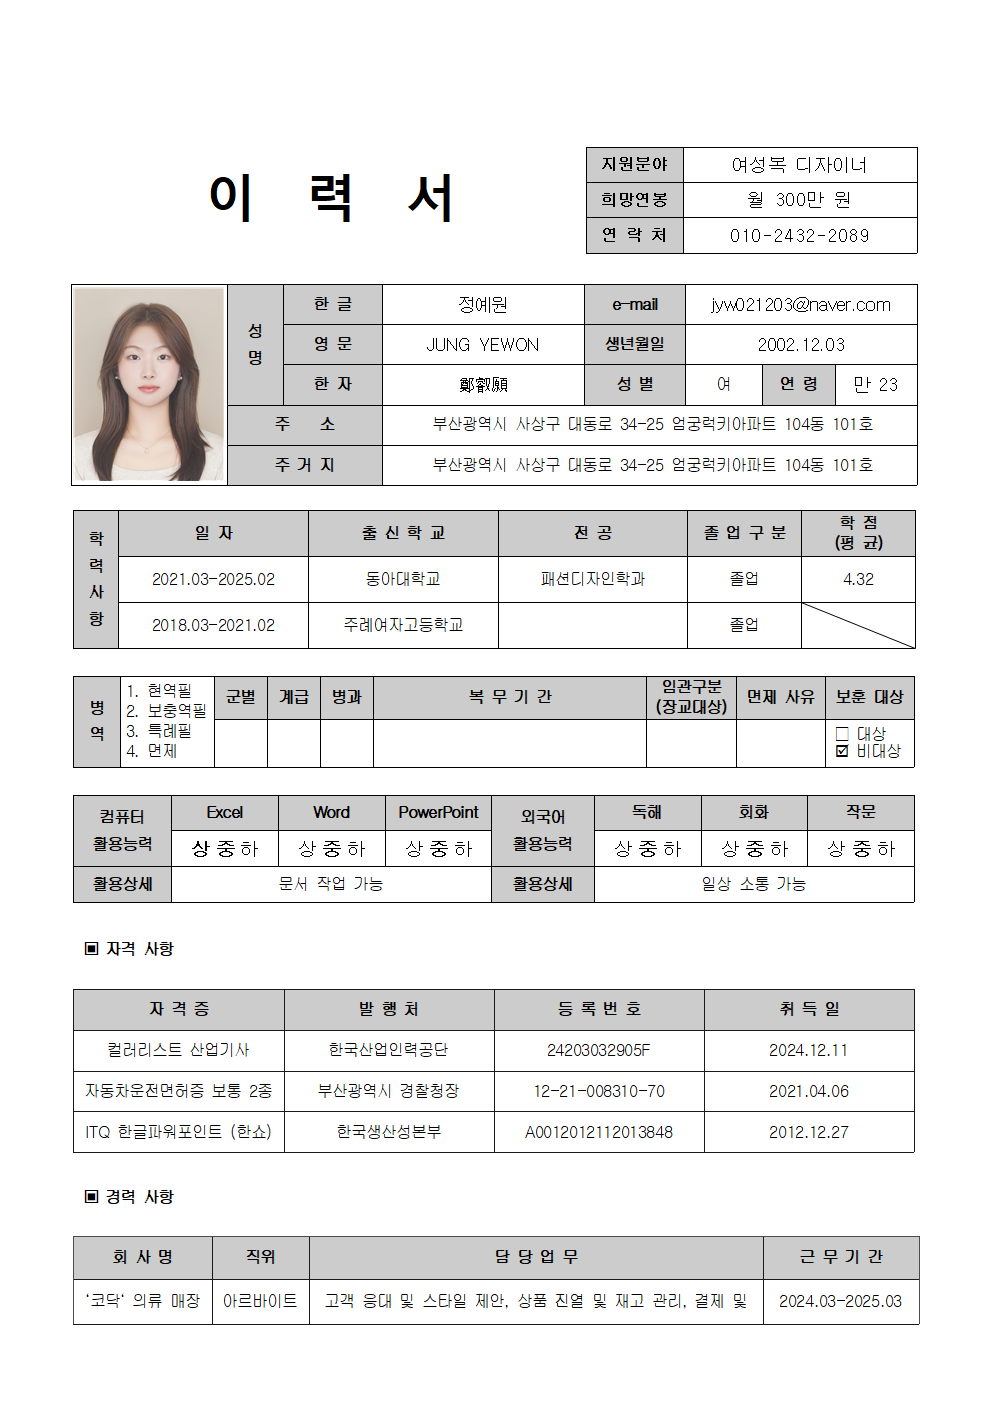 이 력 서
지원분야 여성복 디자이너
희망연봉 월 300만 원
연 락 처 010-2432-2089
성 명
한 글 정예원 e-mail jyw021203@naver.com
영 문 JUNG YEWON 생년월일 2002.12.03
한 자 鄭叡願 성 별 여 연 령 만 23
주 소 부산광역시 사상구 대동로 34-25 엄궁럭키아파트 104동 101호
주 거 지 부산광역시 사상구 대동로 34-25 엄궁럭키아파트 104동 101호
학 력 사 항
일 자 출 신 학 교 전 공 졸 업 구 분 학 점
(평 균)
2021.03-2025.02 동아대학교 패션디자인학과 졸업 4.32
2018.03-2021.02 주례여자고등학교 졸업
병 역
1. 현역필
2. 보충역필
3. 특례필
4. 면제
군별 계급 병과 복 무 기 간 임관구분
(장교대상) 면제 사유 보훈 대상
□ 대상
☑ 비대상
컴퓨터
활용능력
Excel Word PowerPoint
상 중 하 상 중 하 상 중 하
외국어
활용능력
독해 회화 작문
상 중 하 상 중 하 상 중 하
활용상세 문서 작업 가능 활용상세 일상 소통 가능
▣ 자격 사항
자 격 증 발 행 처 등 록 번 호 취 득 일
컬러리스트 산업기사 한국산업인력공단 24203032905F 2024.12.11
자동차운전면허증 보통 2종 부산광역시 경찰청장 12-21-008310-70 2021.04.06
ITQ 한글파워포인트 (한쇼) 한국생산성본부 A0012012112013848 2012.12.27
▣ 경력 사항
회 사 명 직위 담 당 업 무 근 무 기 간
'코닥' 의류 매장 아르바이트 고객 응대 및 스타일 제안, 상품 진열 및 재고 관리, 결제 및 2024.03-2025.03